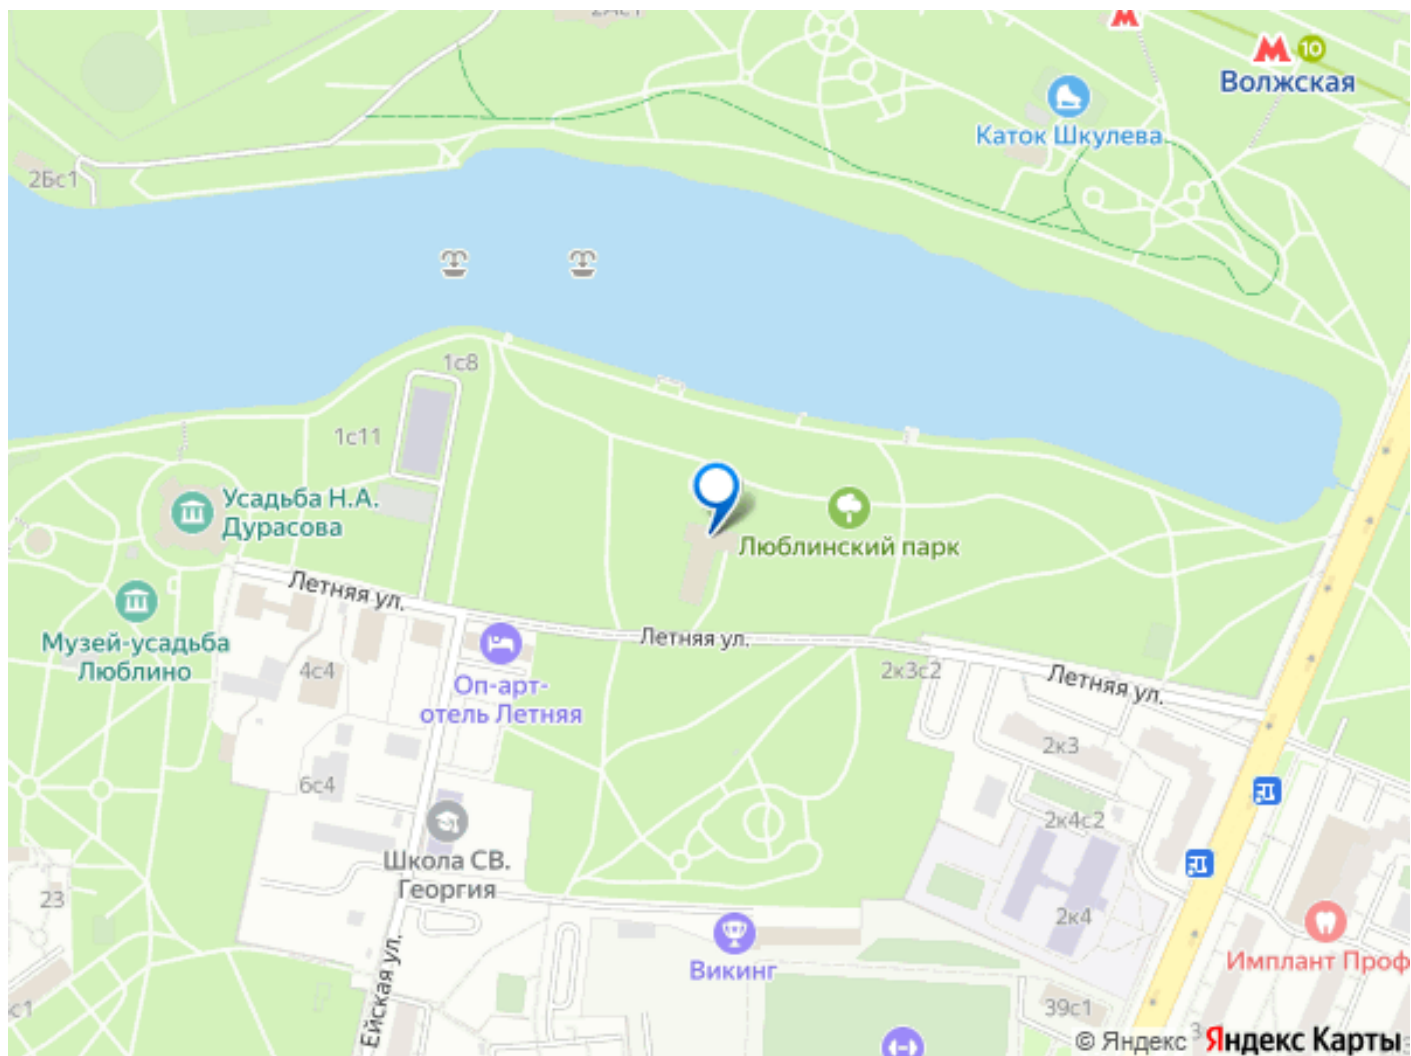 2Ас1
10
Волжская
Каток Шкулева
2Бс1
1с8
1с11
Усадьба Н.А.
Дурасова
Люблинский парк
Летняя ул.
Летняя ул.
Музей-усадьба
Люблино
4с4
Оп-арт-
отель Летняя
2к3с2
Летняя ул.
2к3
6с4
2к4с2
Школа СВ.
Георгия
23
2к4
Викинг
Имплант Проф
Ейская ул.
39с1
© Яндекс
Яндекс Карты